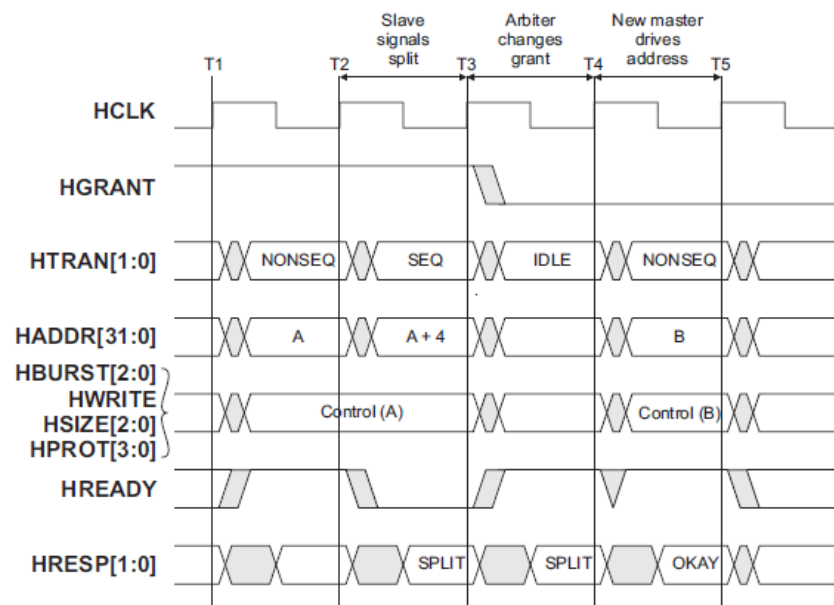 Slave signals split
Arbiter changes grant
New master drives address
T1 T2 T3 T4 T5
HCLK
HGRANT
HTRAN[1:0] NONSEQ SEQ IDLE NONSEQ
HADDR[31:0] A A + 4 B
HBURST[2:0]
HWRITE
HSIZE[2:0]
HPROT[3:0]
Control (A) Control (B)
HREADY
HRESP[1:0] SPLIT SPLIT OKAY